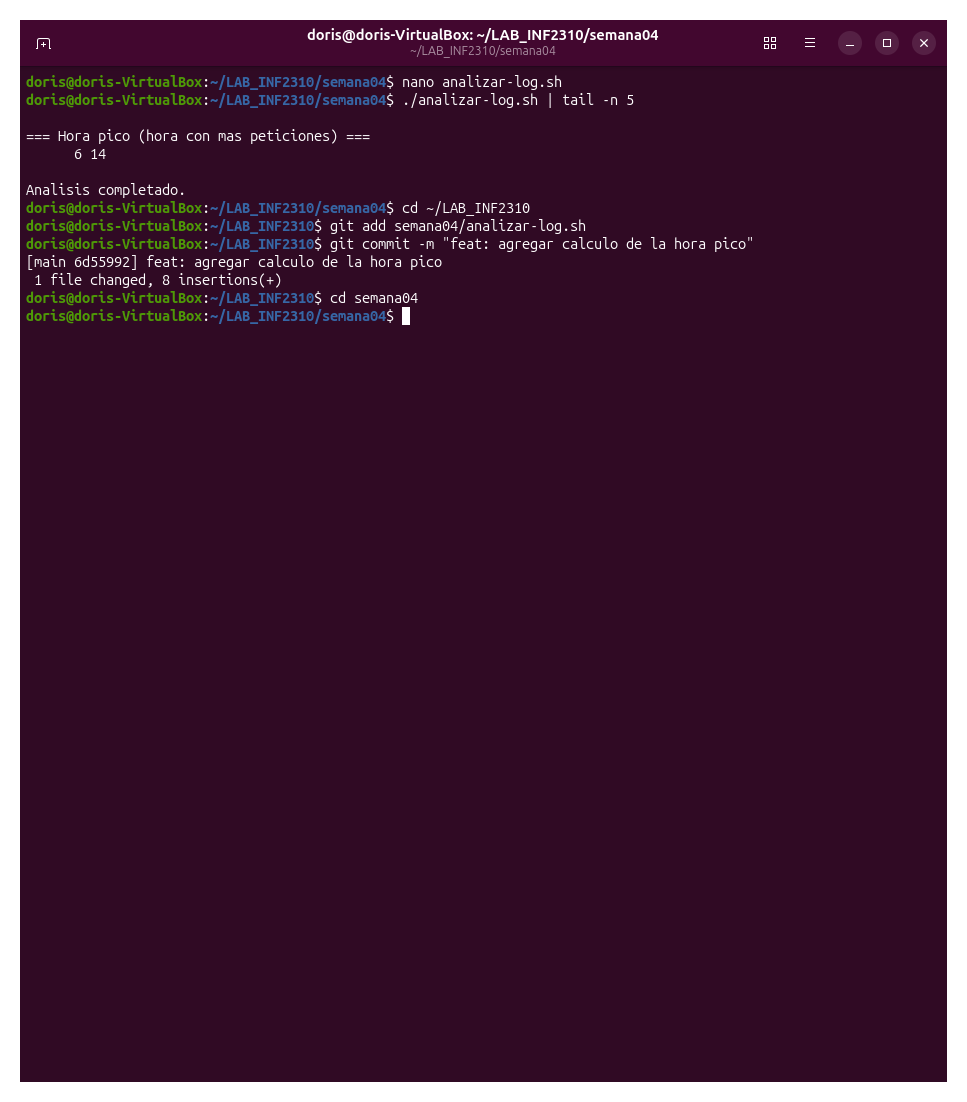 doris@doris-VirtualBox: ~/LAB_INF2310/semana04
~/LAB_INF2310/semana04
doris@doris-VirtualBox:~/LAB_INF2310/semana04$ nano analizar-log.sh
doris@doris-VirtualBox:~/LAB_INF2310/semana04$ ./analizar-log.sh | tail -n 5
=== Hora pico (hora con mas peticiones) ===
6 14
Analisis completado.
doris@doris-VirtualBox:~/LAB_INF2310/semana04$ cd ~/LAB_INF2310
doris@doris-VirtualBox:~/LAB_INF2310$ git add semana04/analizar-log.sh
doris@doris-VirtualBox:~/LAB_INF2310$ git commit -m "feat: agregar calculo de la hora pico"
[main 6d55992] feat: agregar calculo de la hora pico
1 file changed, 8 insertions(+)
doris@doris-VirtualBox:~/LAB_INF2310$ cd semana04
doris@doris-VirtualBox:~/LAB_INF2310/semana04$